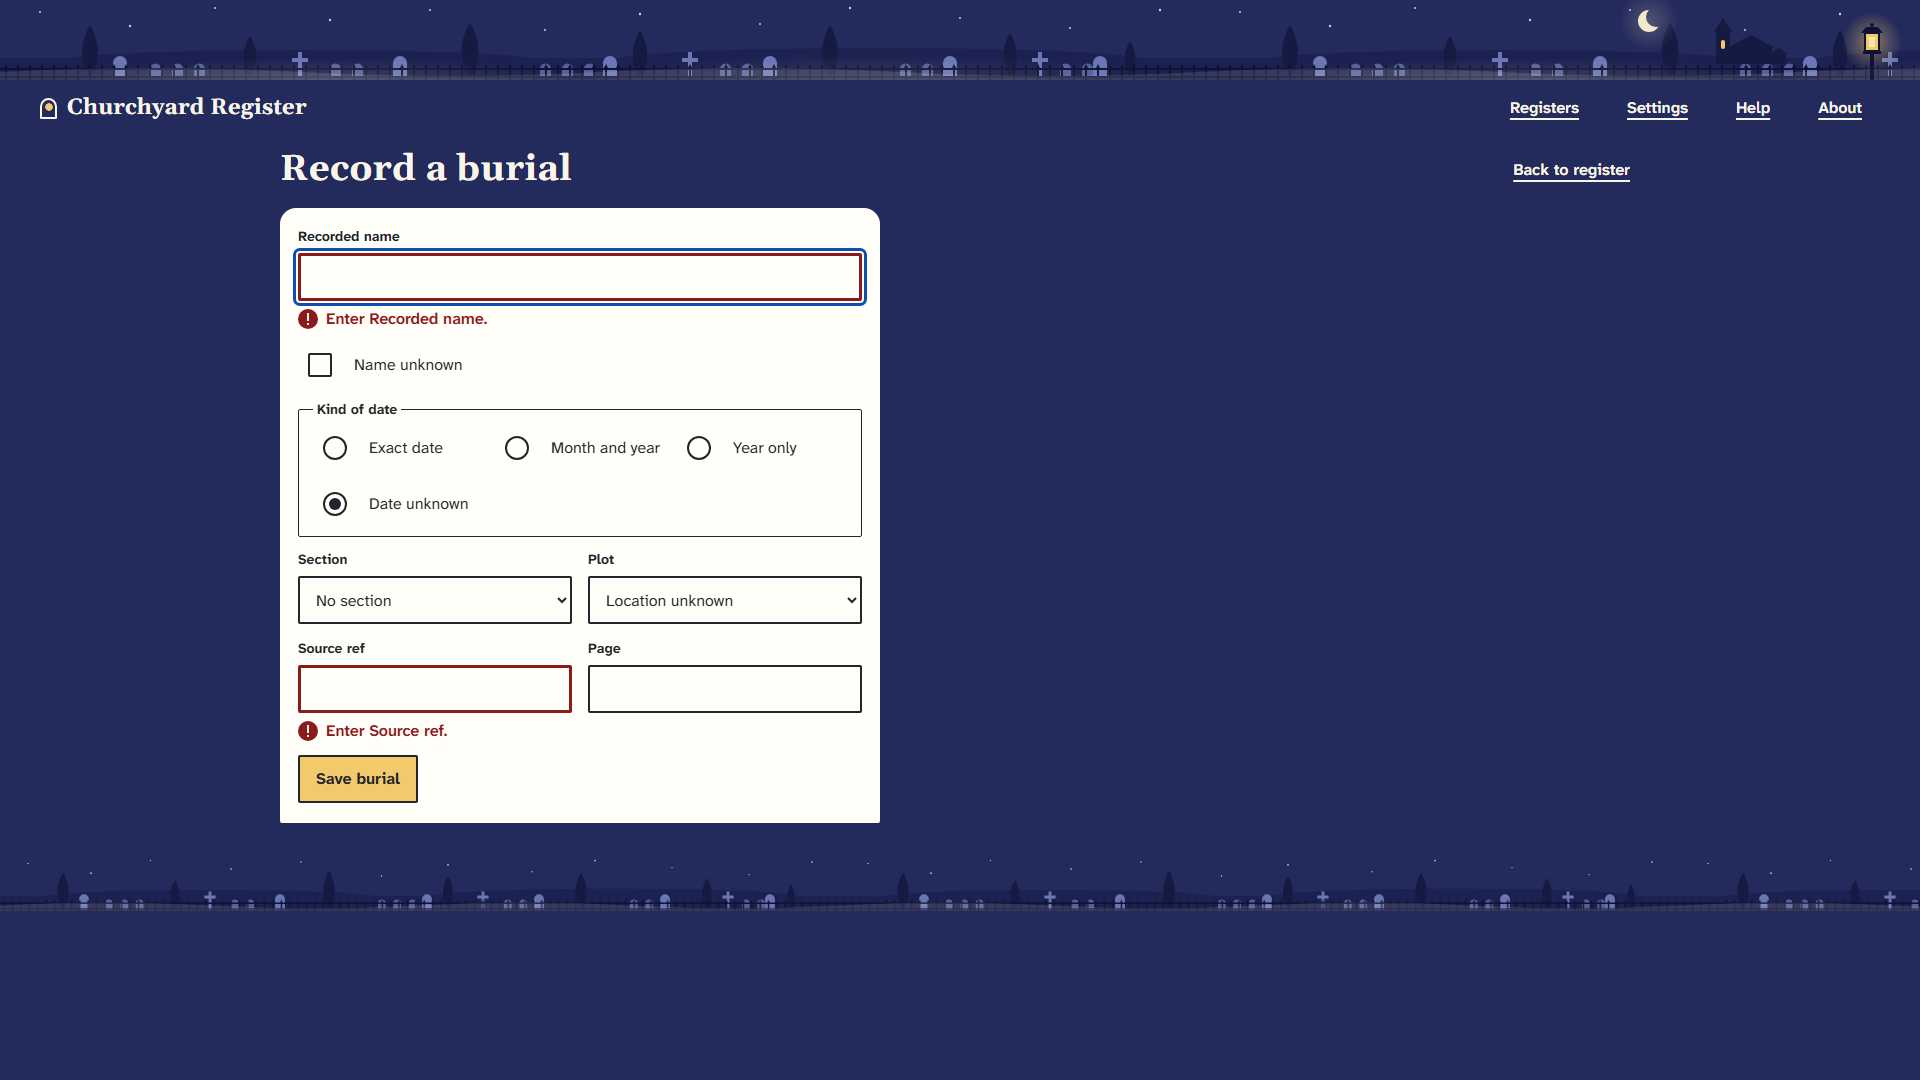 Churchyard Register
Registers
Settings
Help
About
Record a burial
Back to register
Recorded name
Enter Recorded name.
Name unknown
Kind of date
Exact date
Month and year
Year only
Date unknown
Section
Plot
No section
Location unknown
Source ref
Page
Enter Source ref.
Save burial